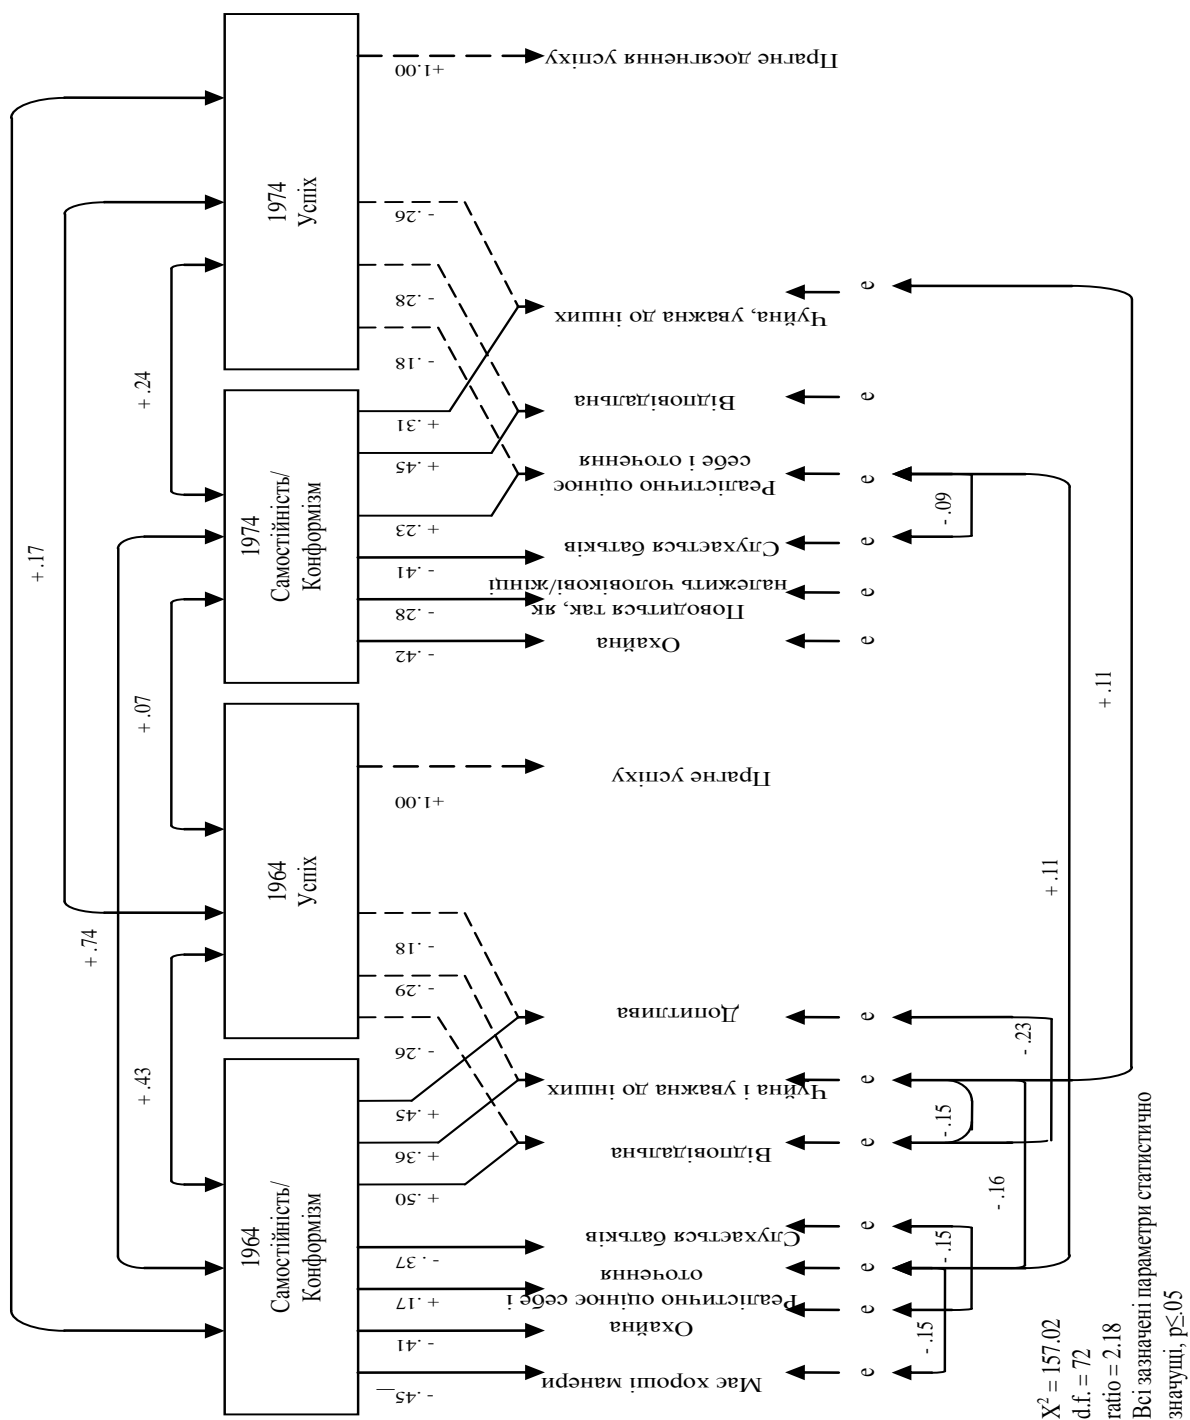 1964
Самостійність/
Конформізм
1964
Успіх
1974
Самостійність/
Конформізм
1974
Успіх
+ .17
+ .74
+ .43
+ .07
+ .24
- .45
- .41
+ .17
- .37
+ .50
+ .36
+ .45
- .26
- .29
- .18
+1.00
- .42
- .28
- .41
+ .23
+ .45
+ .31
- .18
- .28
- .26
+1.00
Має хороші манери
Охайна
Реалістично оцінює себе і
оточення
Слухається батьків
Відповідальна
Чуйна і уважна до інших
Допитлива
Прагне успіху
Охайна
Поводиться так, як
належить чоловікові/жінці
Слухається батьків
Реалістично оцінює
себе і оточення
Відповідальна
Чуйна, уважна до інших
Прагне досягнення успіху
e
e
e
e
e
e
e
e
e
e
e
e
e
- .15
- .15
- .16
- .15
- .23
+ .11
+ .11
- .09
X² = 157.02
d.f. = 72
ratio = 2.18
Всі зазначені параметри статистично
значущі, p≤.05